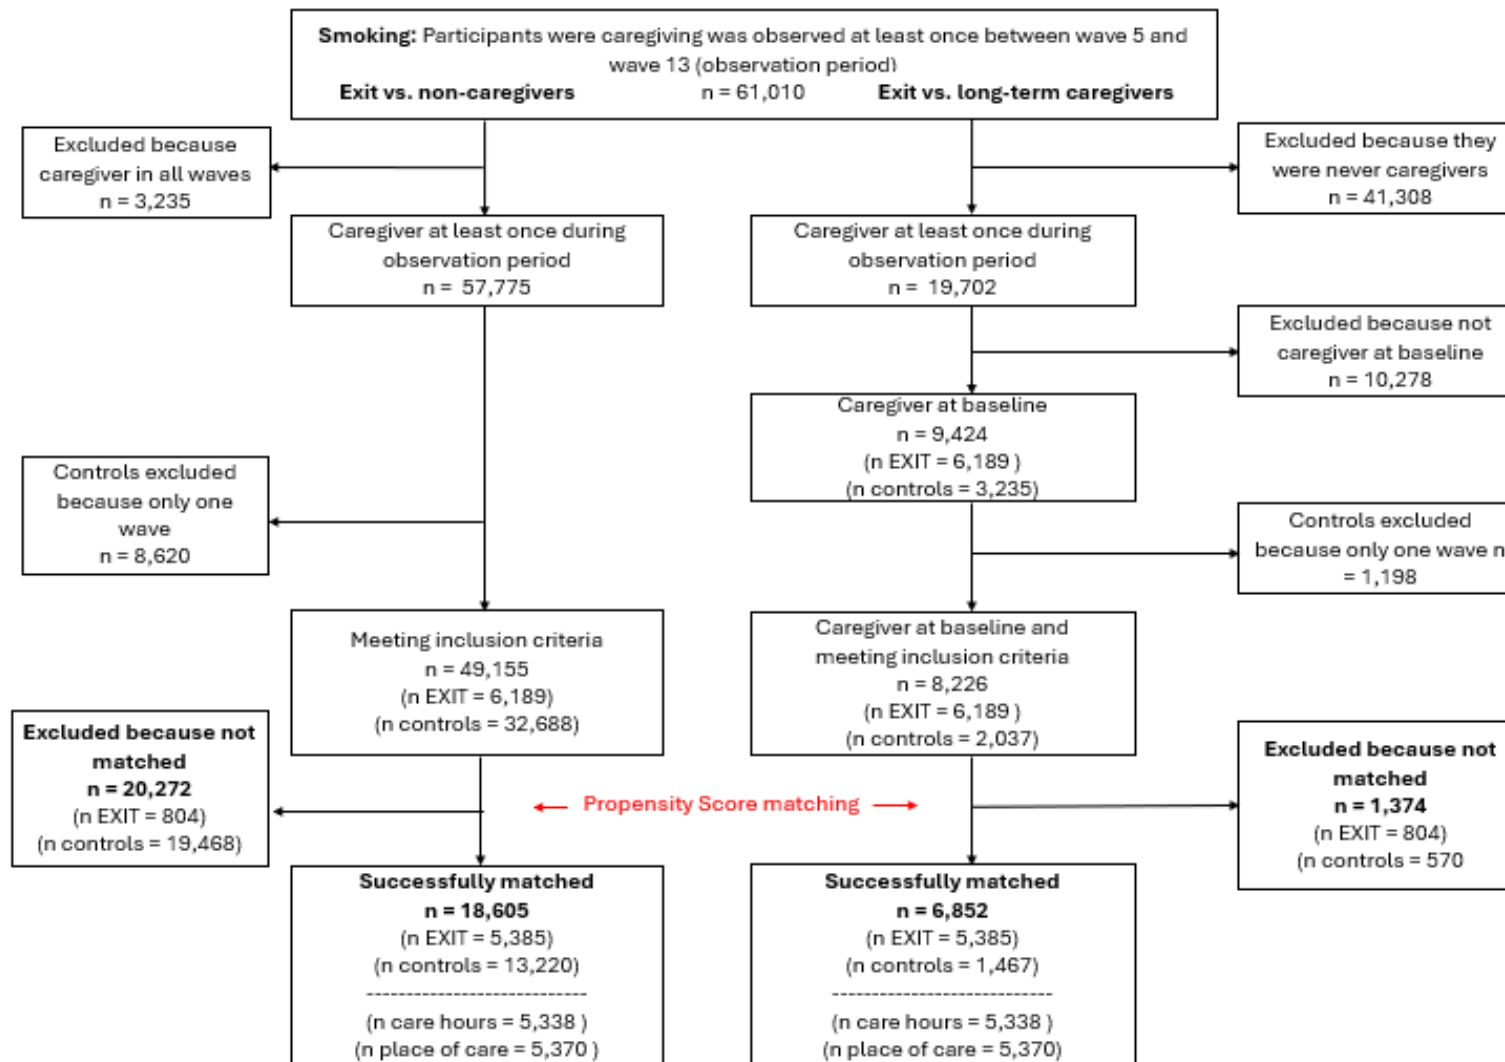 Smoking: Participants were caregiving was observed at least once between wave 5 and
wave 13 (observation period)
Exit vs. non-caregivers n = 61,010 Exit vs. long-term caregivers
Excluded because
caregiver in all waves
n = 3,235
Excluded because they
were never caregivers
n = 41,308
Caregiver at least once during
observation period
n = 57,775
Caregiver at least once during
observation period
n = 19,702
Excluded because not
caregiver at baseline
n = 10,278
Caregiver at baseline
n = 9,424
(n EXIT = 6,189 )
(n controls = 3,235)
Controls excluded
because only one
wave
n = 8,620
Controls excluded
because only one wave n
= 1,198
Meeting inclusion criteria
n = 49,155
(n EXIT = 6,189)
(n controls = 32,688)
Caregiver at baseline and
meeting inclusion criteria
n = 8,226
(n EXIT = 6,189 )
(n controls = 2,037)
Excluded because not
matched
n = 20,272
(n EXIT = 804)
(n controls = 19,468)
Propensity Score matching
Excluded because not
matched
n = 1,374
(n EXIT = 804)
(n controls = 570
Successfully matched
n = 18,605
(n EXIT = 5,385)
(n controls = 13,220)
----------------------------
(n care hours = 5,338 )
(n place of care = 5,370 )
Successfully matched
n = 6,852
(n EXIT = 5,385)
(n controls = 1,467)
----------------------------
(n care hours = 5,338 )
(n place of care = 5,370)